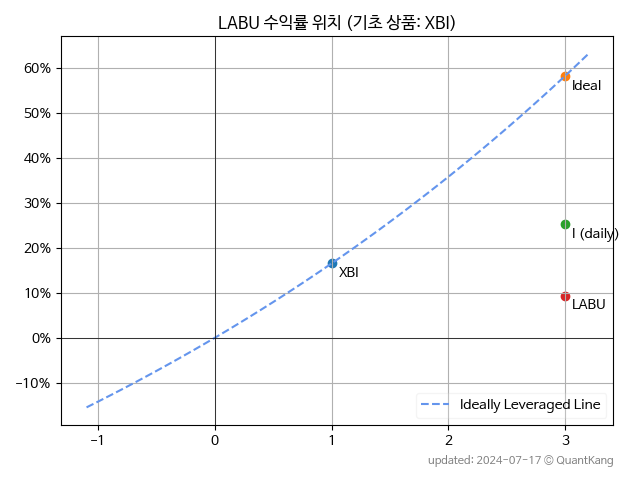 LABU 수익률 위치 (기초 상품: XBI)
60%
50%
40%
30%
20%
10%
0%
−10%
Ideal
I (daily)
XBI
LABU
Ideally Leveraged Line
−1
0
1
2
3
updated: 2024-07-17 © QuantKang